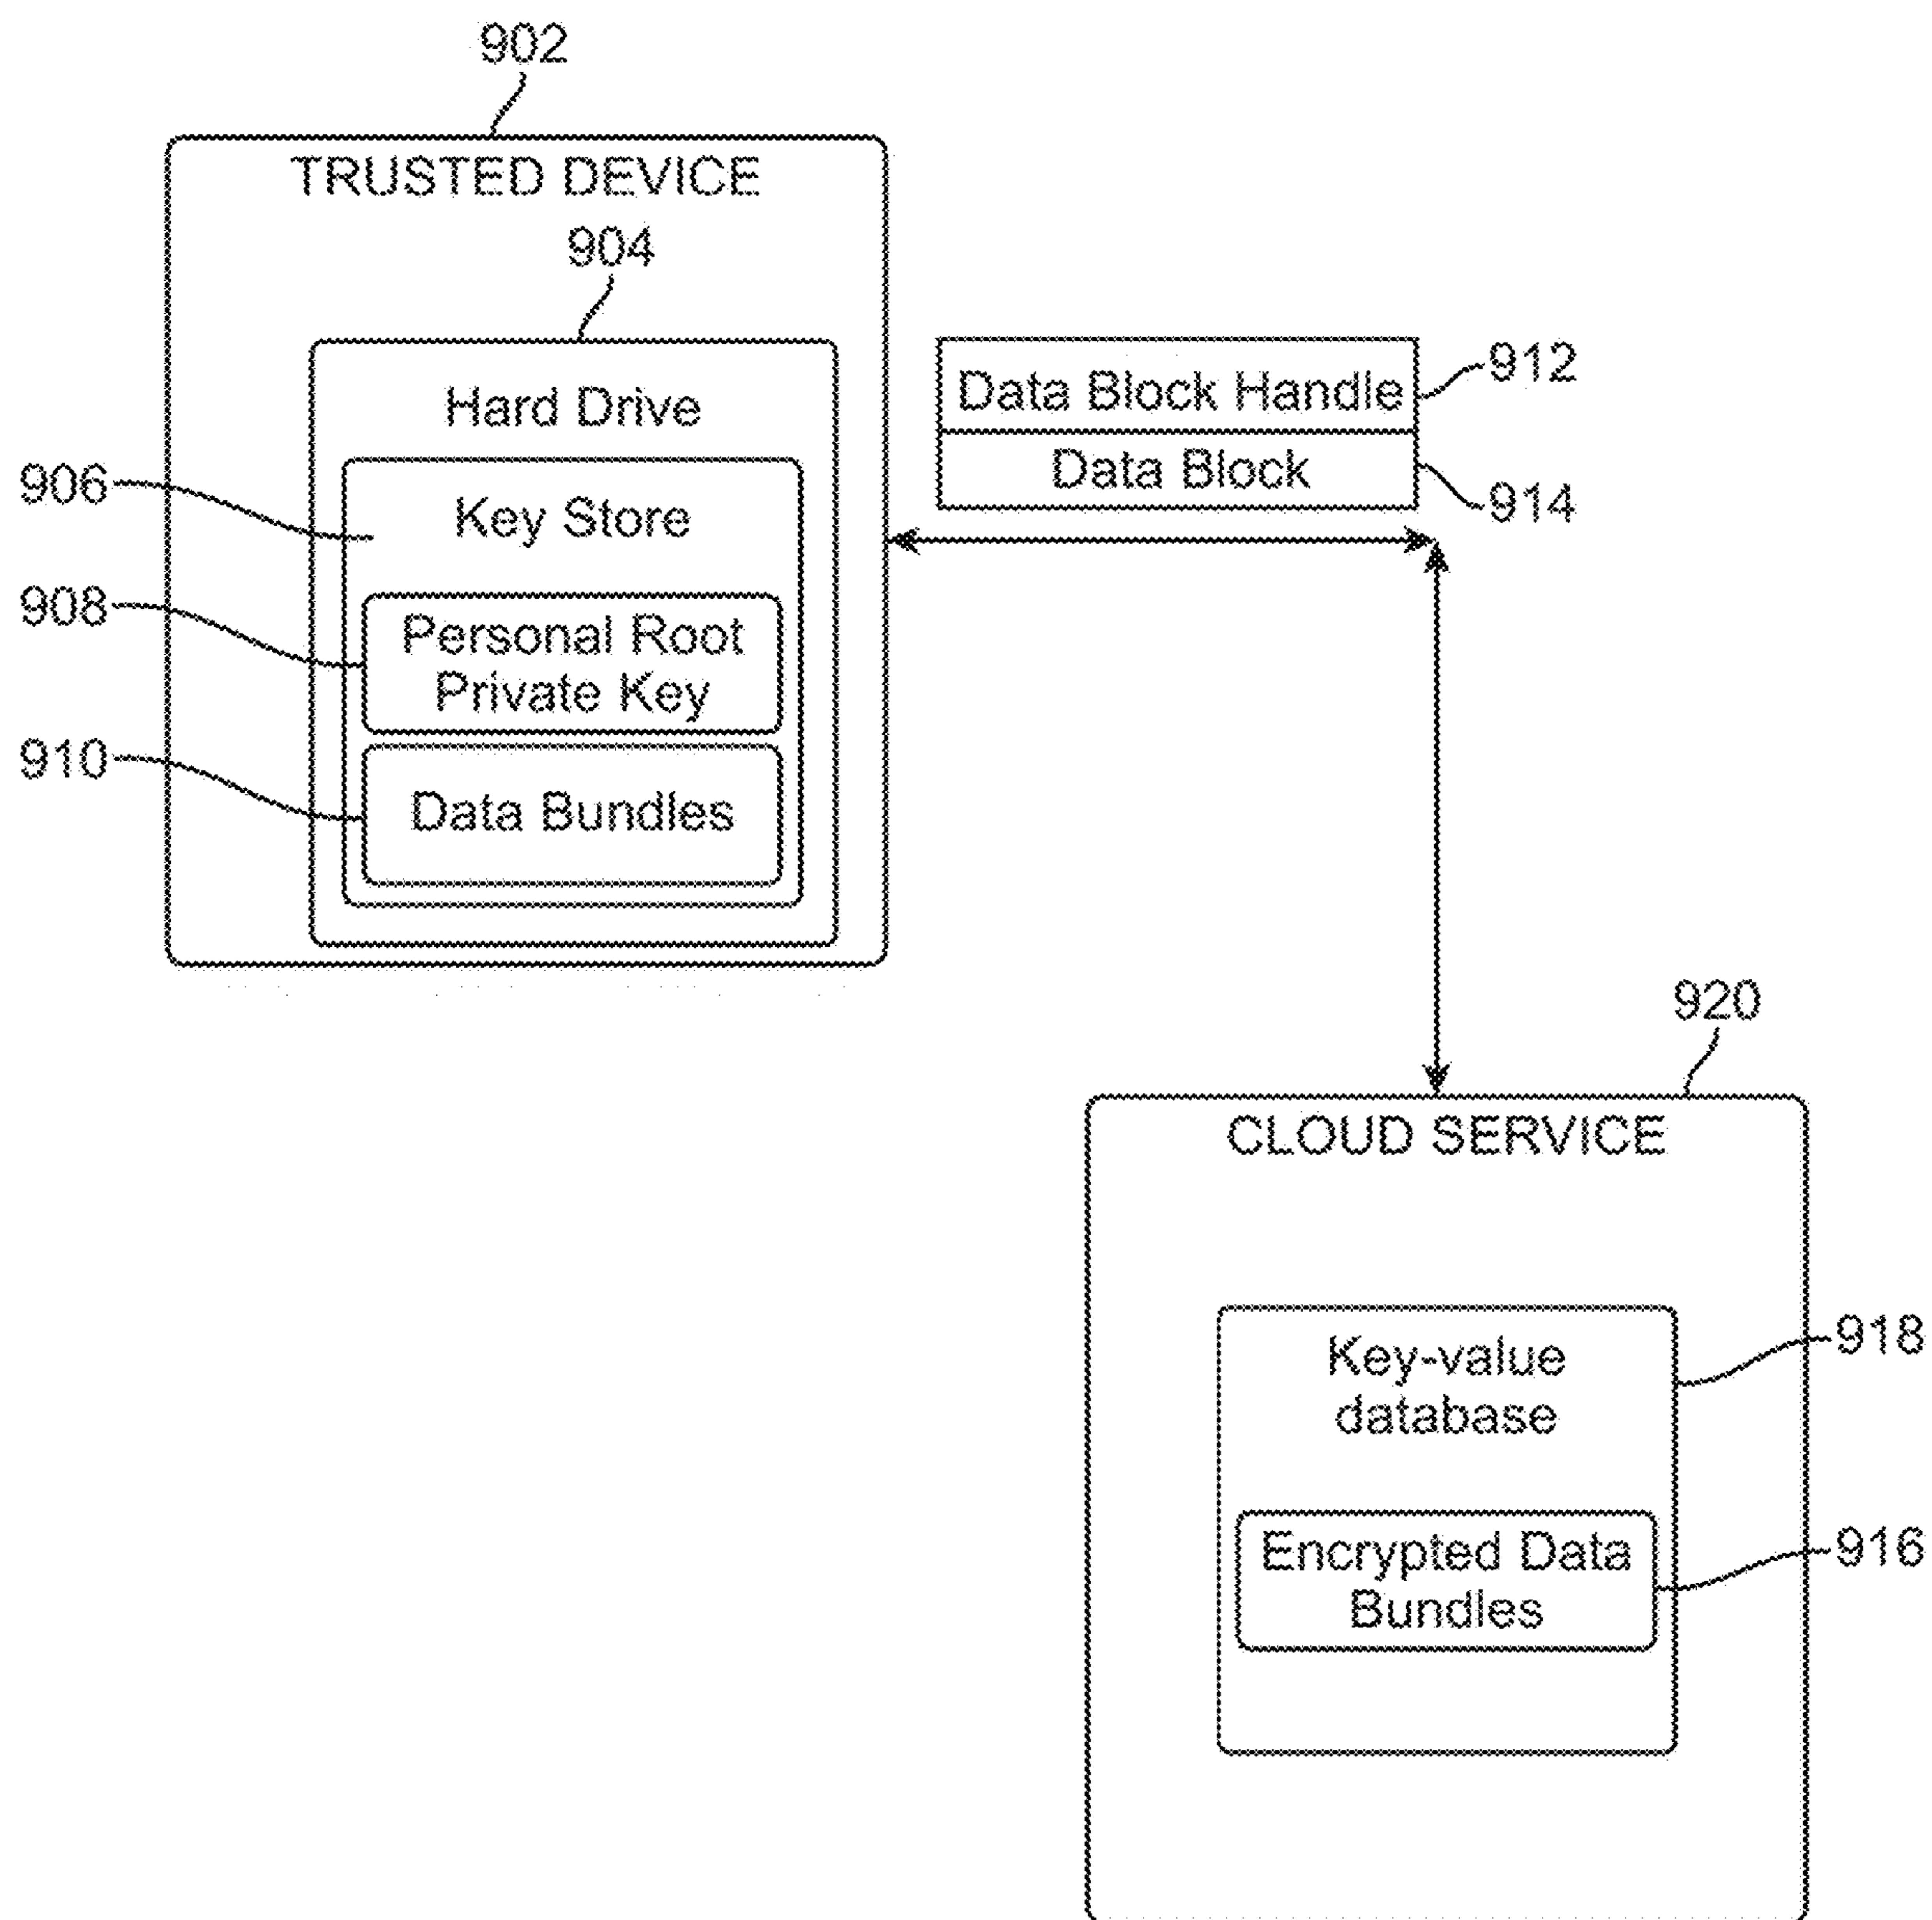 902
TRUSTED DEVICE
904
Hard Drive
906
Key Store
908
Personal Root
Private Key
910
Data Bundles
Data Block Handle
912
Data Block
914
920
CLOUD SERVICE
Key-value
database
918
Encrypted Data
Bundles
916